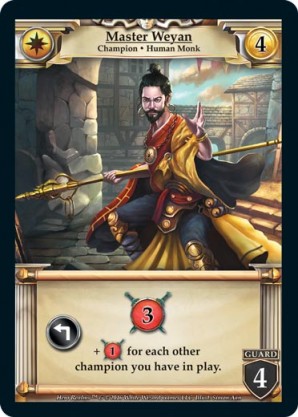 Master Weyan
4
Champion • Human Monk
3
+ 1 for each other
champion you have in play.
GUARD
4